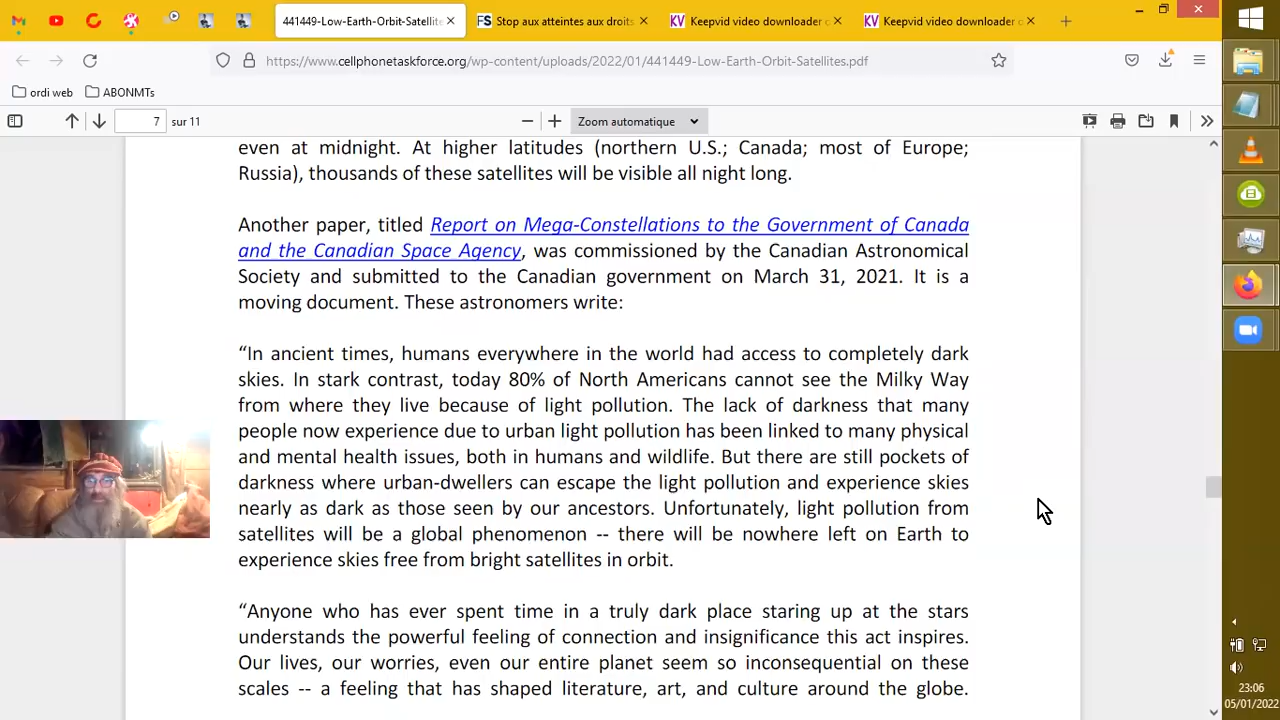 441449-Low-Earth-Orbit-Satellite
Stop aux atteintes aux droits
Keepvid video downloader o
Keepvid video downloader o
https://www.cellphonetaskforce.org/wp-content/uploads/2022/01/441449-Low-Earth-Orbit-Satellites.pdf
ordi web
ABONMTs
7 sur 11
Zoom automatique
even at midnight. At higher latitudes (northern U.S.; Canada; most of Europe;
Russia), thousands of these satellites will be visible all night long.
Another paper, titled Report on Mega-Constellations to the Government of Canada
and the Canadian Space Agency, was commissioned by the Canadian Astronomical
Society and submitted to the Canadian government on March 31, 2021. It is a
moving document. These astronomers write:
“In ancient times, humans everywhere in the world had access to completely dark
skies. In stark contrast, today 80% of North Americans cannot see the Milky Way
from where they live because of light pollution. The lack of darkness that many
people now experience due to urban light pollution has been linked to many physical
and mental health issues, both in humans and wildlife. But there are still pockets of
darkness where urban-dwellers can escape the light pollution and experience skies
nearly as dark as those seen by our ancestors. Unfortunately, light pollution from
satellites will be a global phenomenon -- there will be nowhere left on Earth to
experience skies free from bright satellites in orbit.
“Anyone who has ever spent time in a truly dark place staring up at the stars
understands the powerful feeling of connection and insignificance this act inspires.
Our lives, our worries, even our entire planet seem so inconsequential on these
scales -- a feeling that has shaped literature, art, and culture around the globe.
23:06
05/01/2022